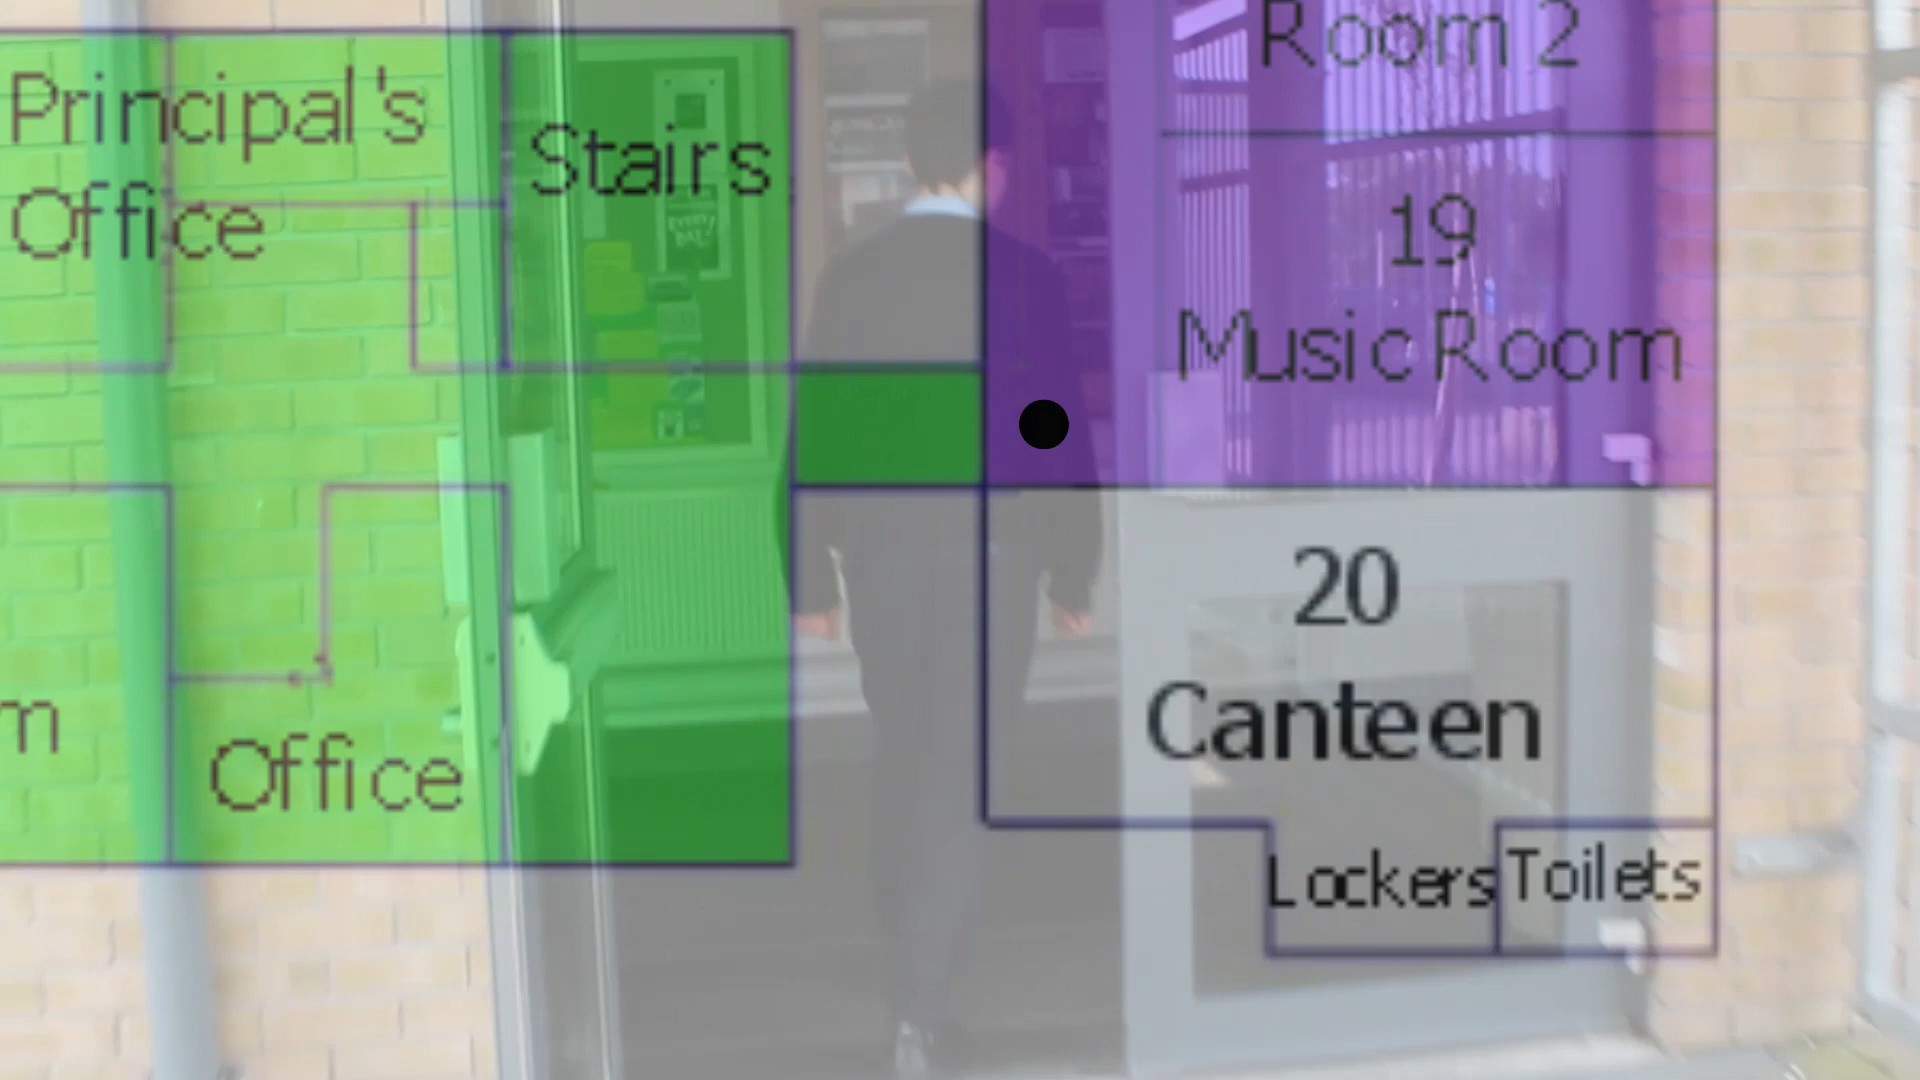 Room 2
Principal's
Office
Stairs
19
Music Room
20
Canteen
Office
Lockers
Toilets